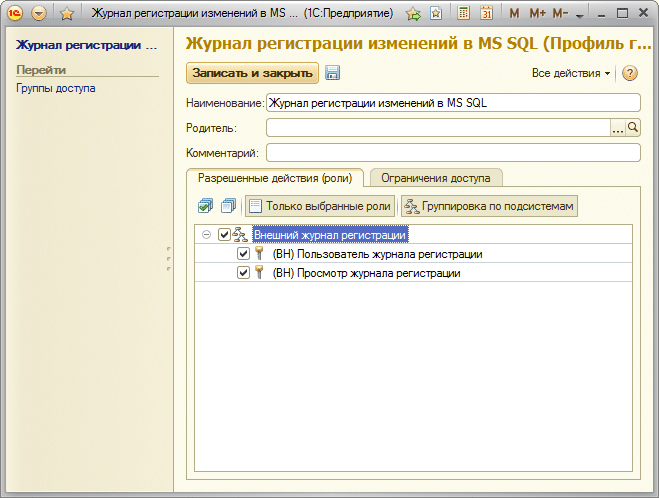 Журнал регистрации изменений в MS ... (1С:Предприятие)
M M+ M-
31
Журнал регистрации ...
Перейти
Группы доступа
Журнал регистрации изменений в MS SQL (Профиль г...
Записать и закрыть
Все действия
?
Наименование: Журнал регистрации изменений в MS SQL
Родитель:
...
Комментарий:
Разрешенные действия (роли)
Ограничения доступа
Только выбранные роли
Группировка по подсистемам
Внешний журнал регистрации
(ВН) Пользователь журнала регистрации
(ВН) Просмотр журнала регистрации